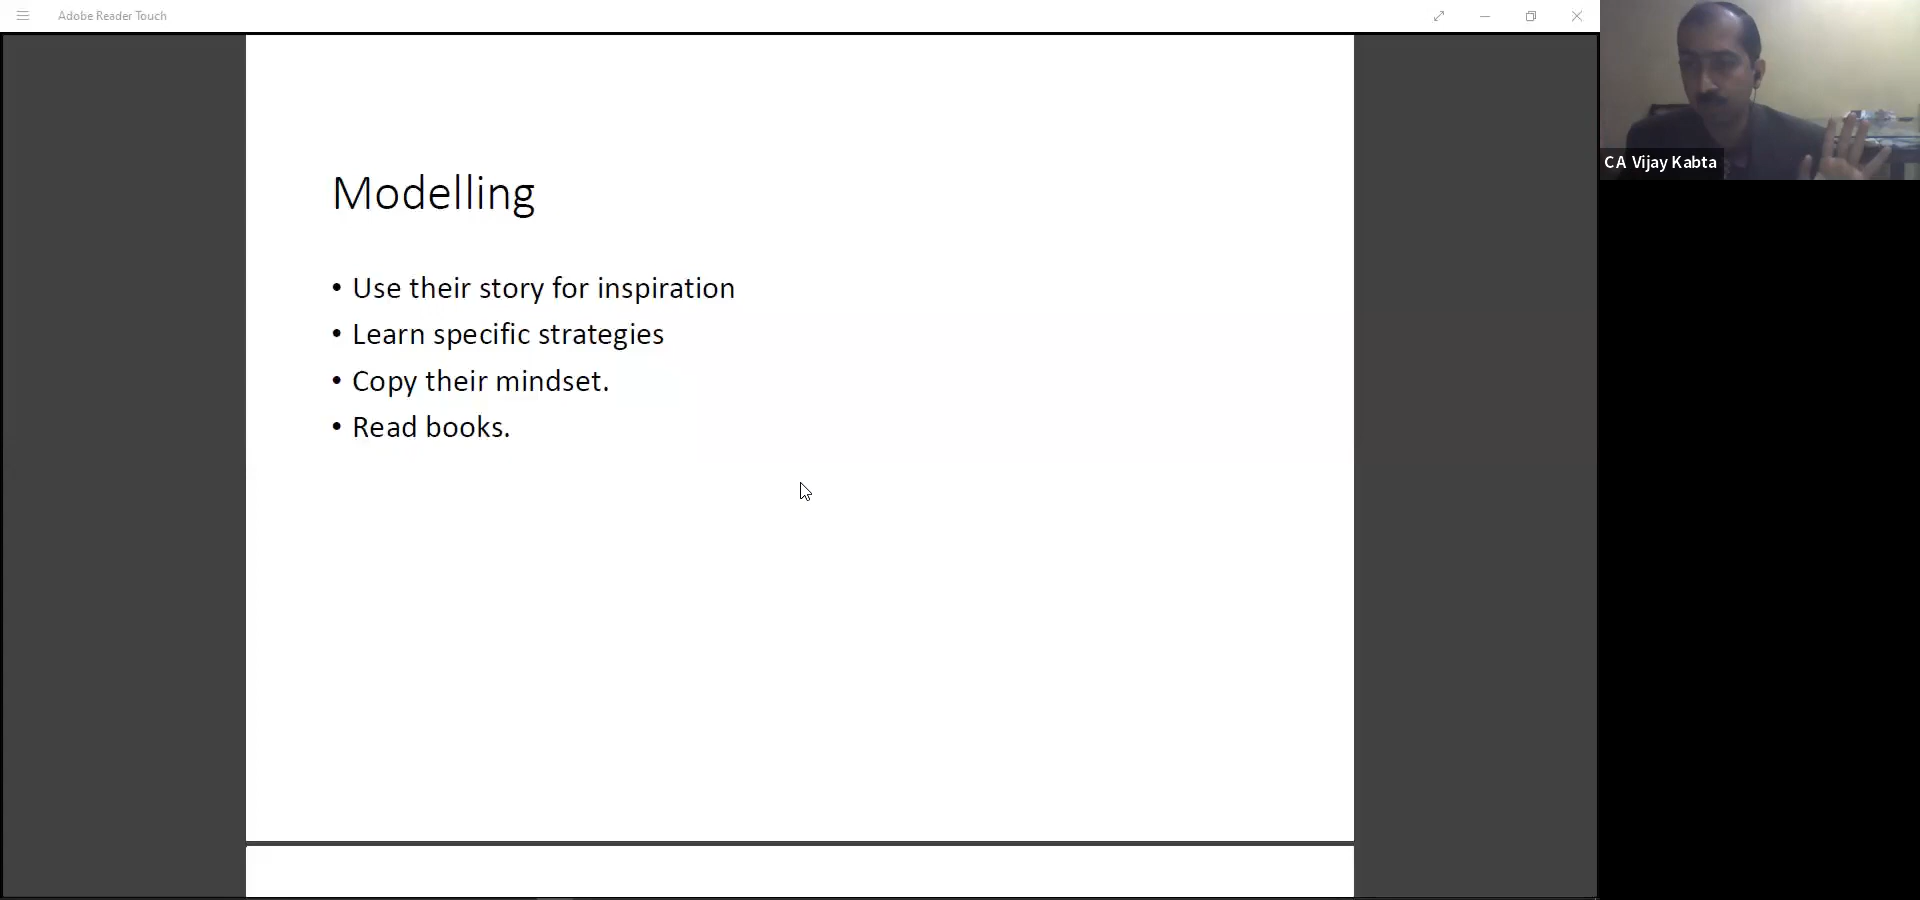 Adobe Reader Touch
CA Vijay Kabta
Modelling
• Use their story for inspiration
• Learn specific strategies
• Copy their mindset.
• Read books.